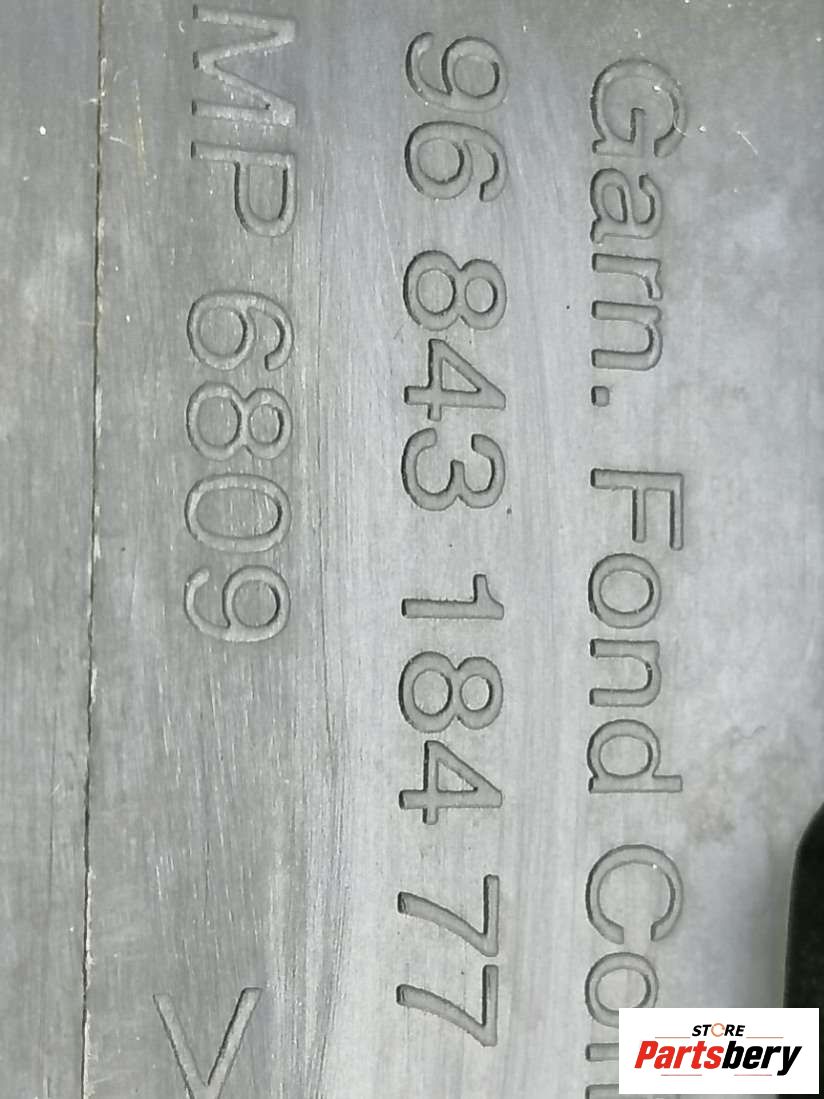 Garn. Fond
96 843 184 77
MP 6809 >
STORE
Partsbery